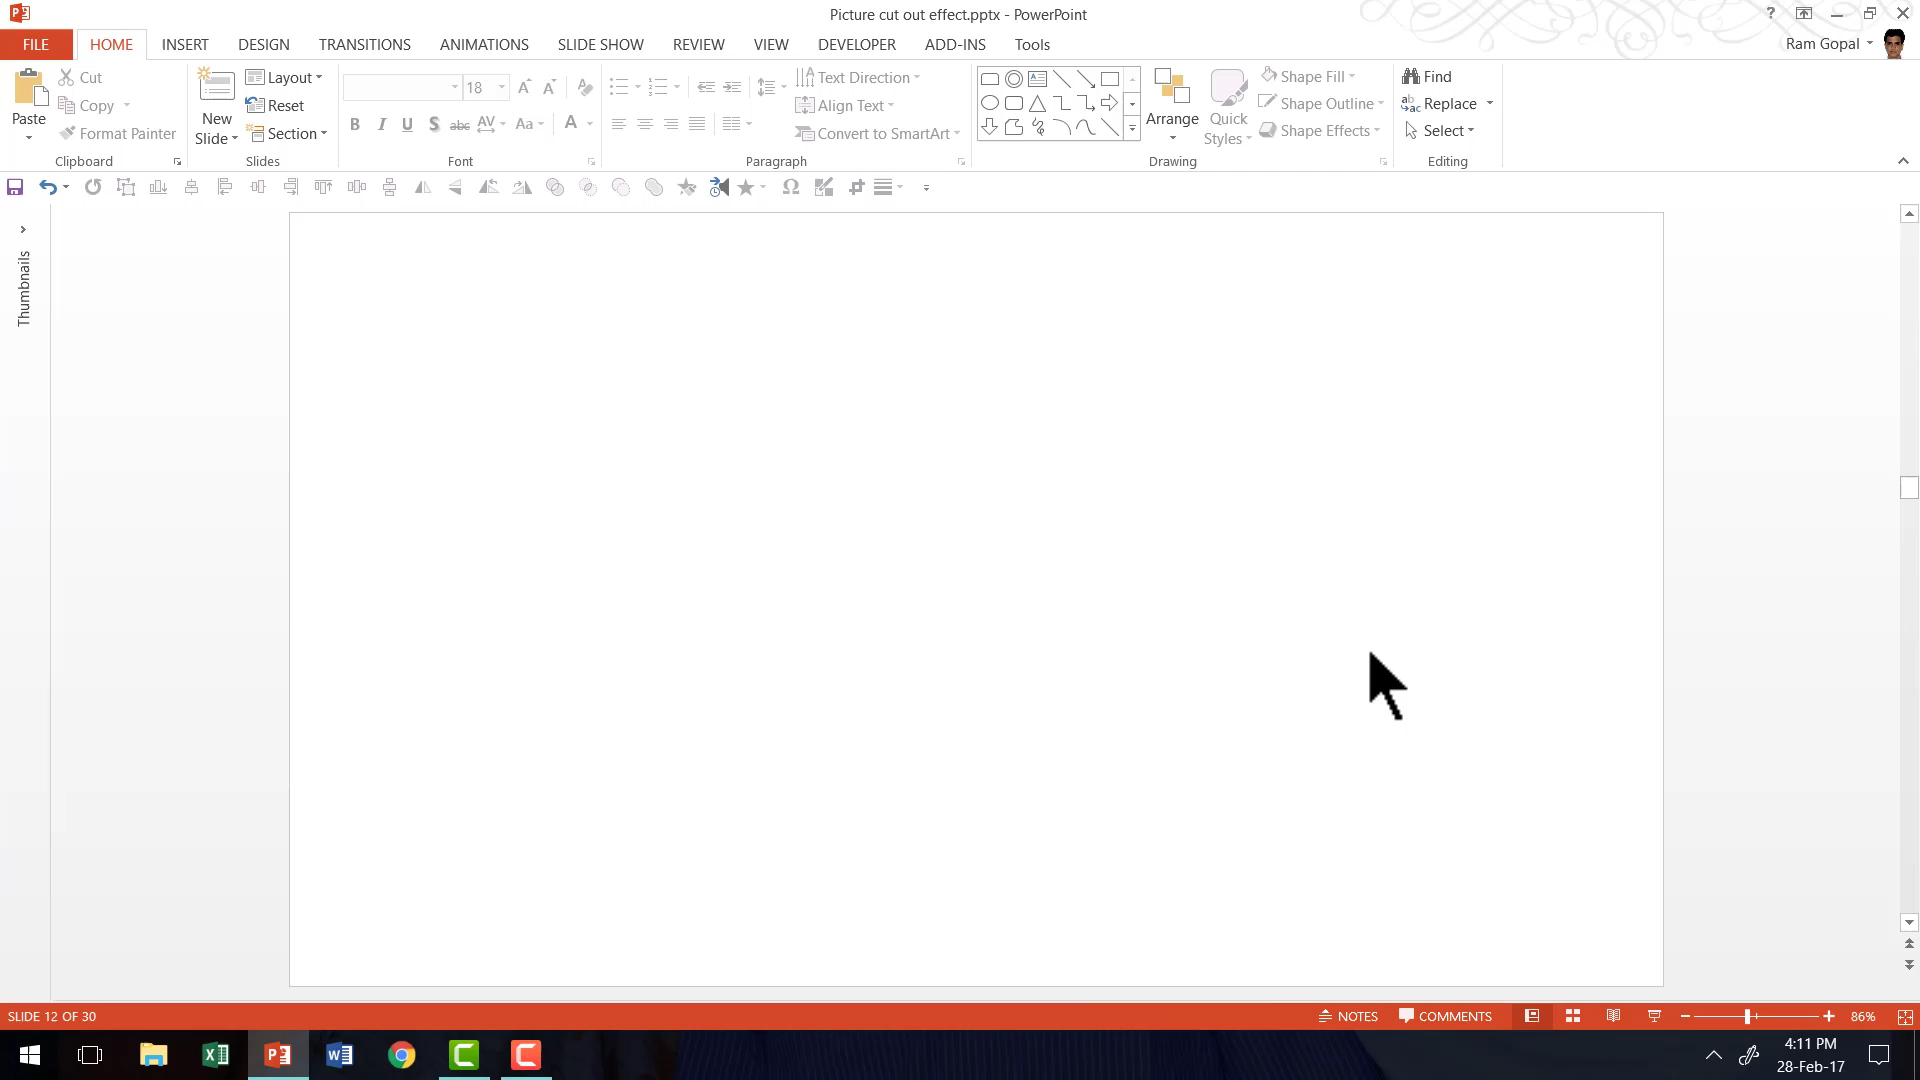 Picture cut out effect.pptx - PowerPoint
?
FILE HOME INSERT DESIGN TRANSITIONS ANIMATIONS SLIDE SHOW REVIEW VIEW DEVELOPER ADD-INS Tools Ram Gopal
Paste
Cut
Copy
Format Painter
Clipboard
New
Slide
Layout
Reset
Section
Slides
18
B I U S abc AV Aa A
Font
Text Direction
Align Text
Convert to SmartArt
Paragraph
Arrange
Quick
Styles
Shape Fill
Shape Outline
Shape Effects
Drawing
Find
Replace
Select
Editing
Thumbnails
SLIDE 12 OF 30
NOTES COMMENTS 86%
4:11 PM
28-Feb-17